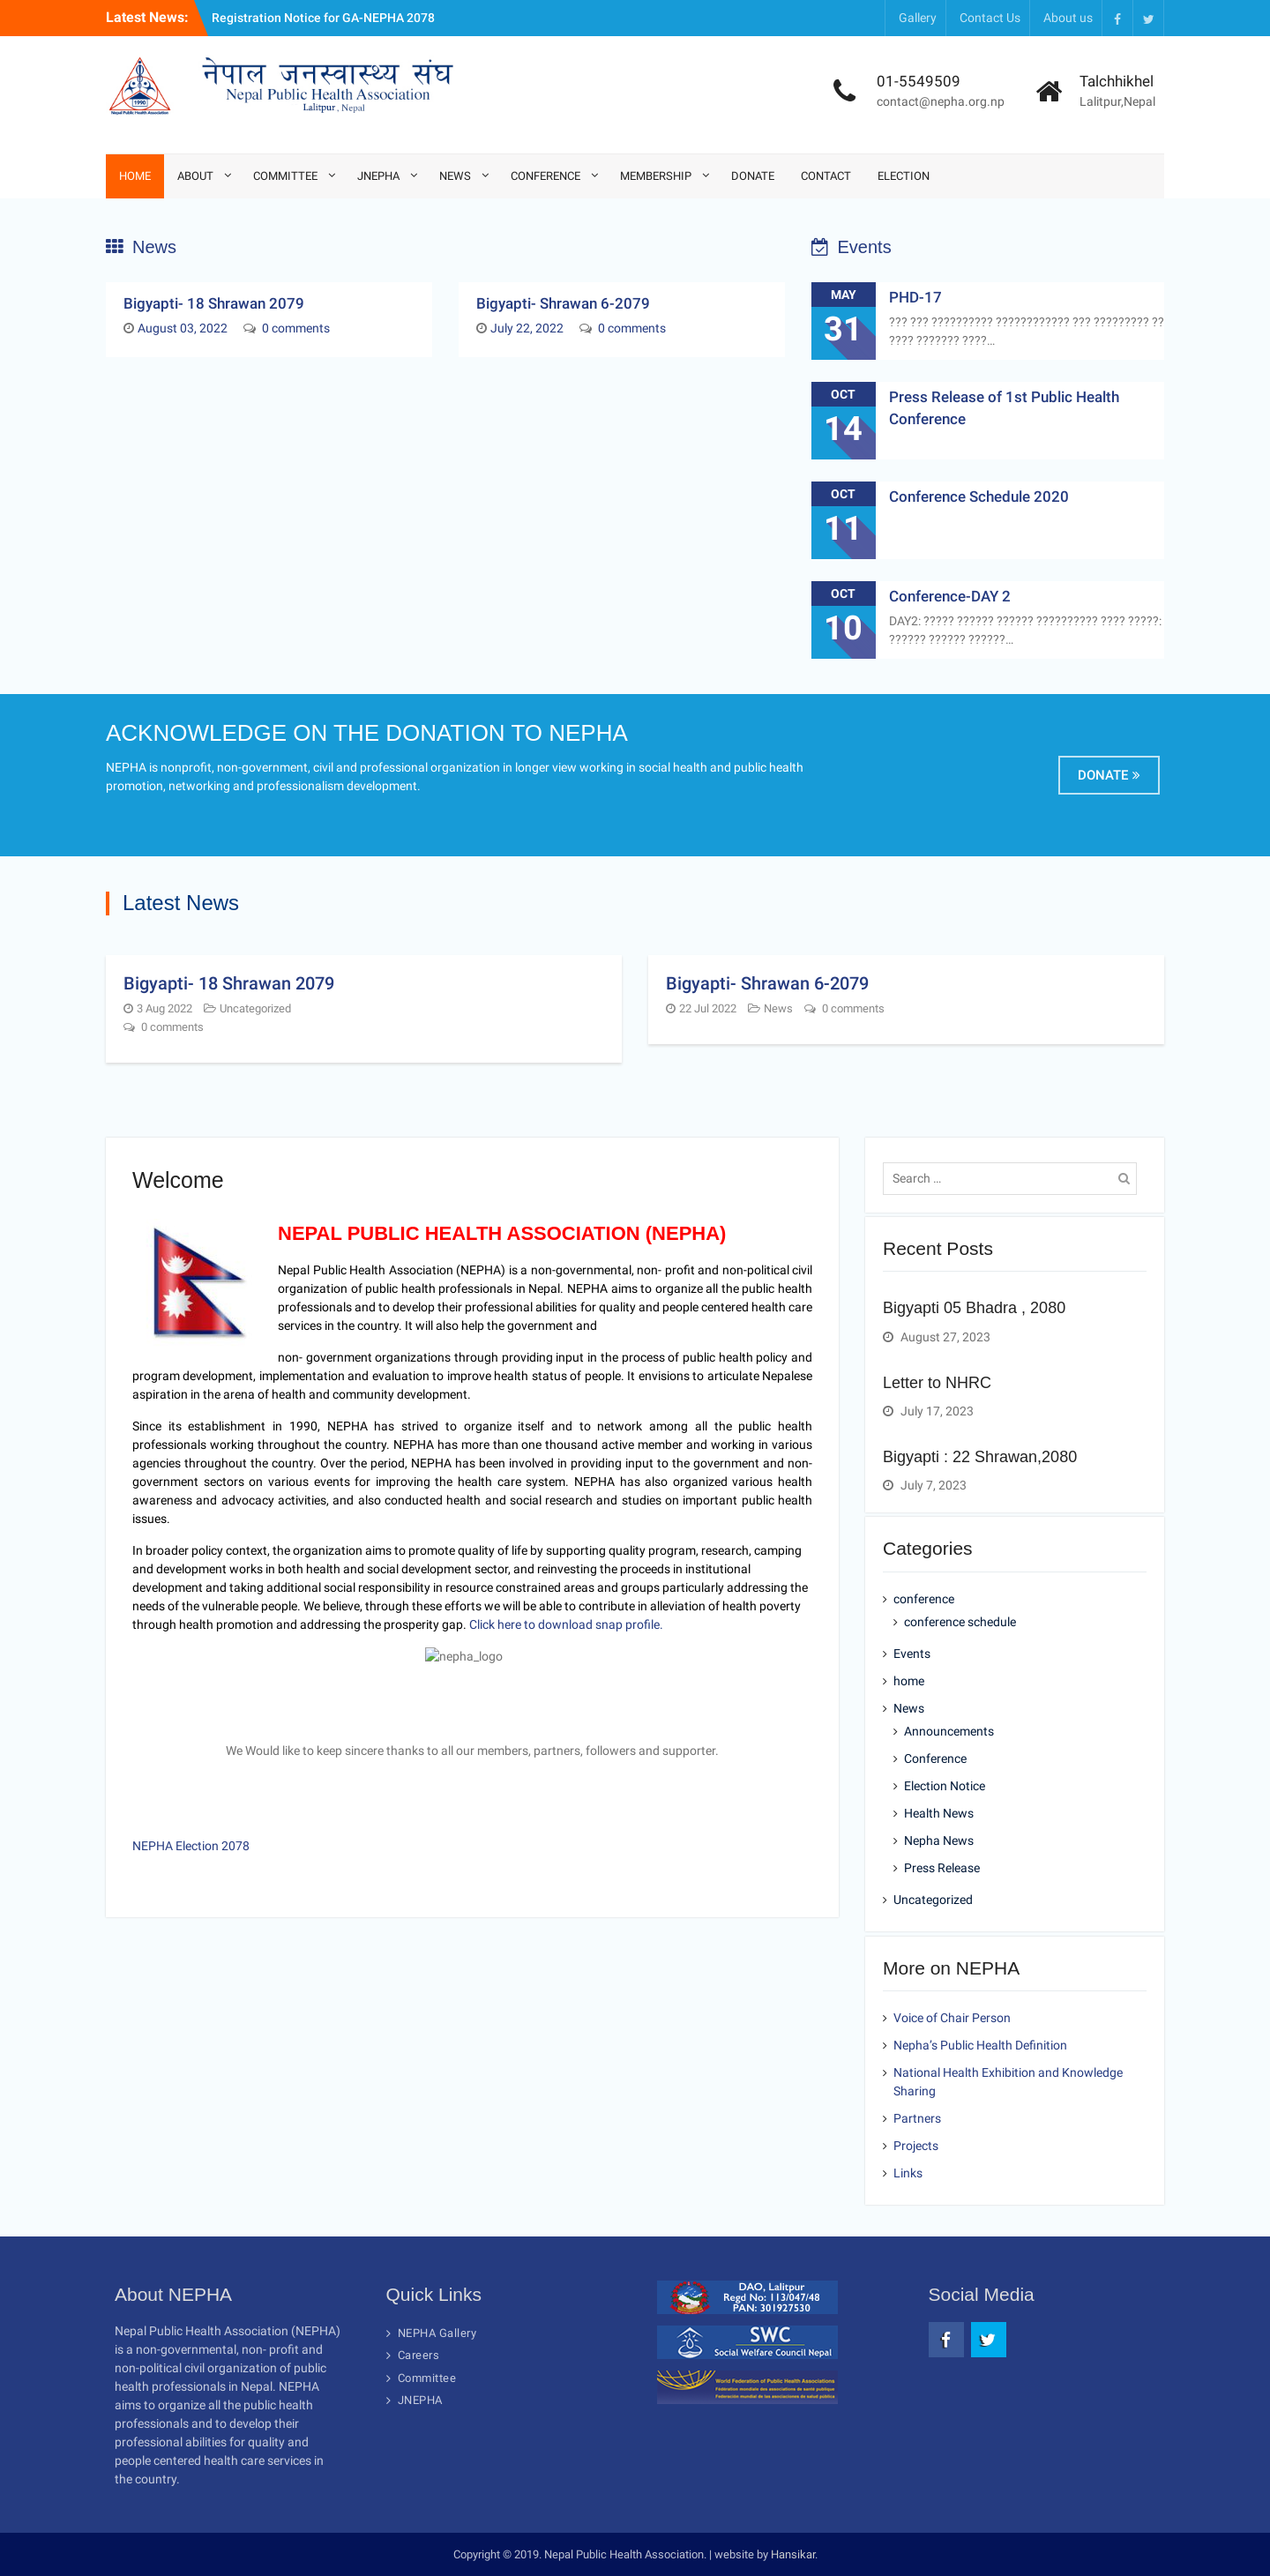 Latest News:
Registration Notice for GA-NEPHA 2078
Gallery
Contact Us
About us
नेपाल जनस्वास्थ्य संघ
Nepal Public Health Association
Lalitpur, Nepal
1990
Nepal Public Health Association
01-5549509
contact@nepha.org.np
Talchhikhel
Lalitpur,Nepal
HOME
ABOUT
COMMITTEE
JNEPHA
NEWS
CONFERENCE
MEMBERSHIP
DONATE
CONTACT
ELECTION
News
Bigyapti- 18 Shrawan 2079
August 03, 2022 0 comments
Bigyapti- Shrawan 6-2079
July 22, 2022 0 comments
Events
MAY
31
PHD-17
??? ??? ?????????? ???????????? ??? ????????? ??
???? ??????? ????...
OCT
14
Press Release of 1st Public Health
Conference
OCT
11
Conference Schedule 2020
OCT
10
Conference-DAY 2
DAY2: ????? ?????? ?????? ?????????? ???? ?????:
?????? ?????? ??????...
ACKNOWLEDGE ON THE DONATION TO NEPHA
NEPHA is nonprofit, non-government, civil and professional organization in longer view working in social health and public health
promotion, networking and professionalism development.
DONATE »
Latest News
Bigyapti- 18 Shrawan 2079
3 Aug 2022 Uncategorized
0 comments
Bigyapti- Shrawan 6-2079
22 Jul 2022 News 0 comments
Welcome
NEPAL PUBLIC HEALTH ASSOCIATION (NEPHA)
Nepal Public Health Association (NEPHA) is a non-governmental, non- profit and non-political civil
organization of public health professionals in Nepal. NEPHA aims to organize all the public health
professionals and to develop their professional abilities for quality and people centered health care
services in the country. It will also help the government and
non- government organizations through providing input in the process of public health policy and
program development, implementation and evaluation to improve health status of people. It envisions to articulate Nepalese
aspiration in the arena of health and community development.
Since its establishment in 1990, NEPHA has strived to organize itself and to network among all the public health
professionals working throughout the country. NEPHA has more than one thousand active member and working in various
agencies throughout the country. Over the period, NEPHA has been involved in providing input to the government and non-
government sectors on various events for improving the health care system. NEPHA has also organized various health
awareness and advocacy activities, and also conducted health and social research and studies on important public health
issues.
In broader policy context, the organization aims to promote quality of life by supporting quality program, research, camping
and development works in both health and social development sector, and reinvesting the proceeds in institutional
development and taking additional social responsibility in resource constrained areas and groups particularly addressing the
needs of the vulnerable people. We believe, through these efforts we will be able to contribute in alleviation of health poverty
through health promotion and addressing the prosperity gap. Click here to download snap profile.
nepha_logo
We Would like to keep sincere thanks to all our members, partners, followers and supporter.
NEPHA Election 2078
Search ...
Recent Posts
Bigyapti 05 Bhadra , 2080
August 27, 2023
Letter to NHRC
July 17, 2023
Bigyapti : 22 Shrawan,2080
July 7, 2023
Categories
conference
conference schedule
Events
home
News
Announcements
Conference
Election Notice
Health News
Nepha News
Press Release
Uncategorized
More on NEPHA
Voice of Chair Person
Nepha's Public Health Definition
National Health Exhibition and Knowledge
Sharing
Partners
Projects
Links
About NEPHA
Nepal Public Health Association (NEPHA)
is a non-governmental, non- profit and
non-political civil organization of public
health professionals in Nepal. NEPHA
aims to organize all the public health
professionals and to develop their
professional abilities for quality and
people centered health care services in
the country.
Quick Links
NEPHA Gallery
Careers
Committee
JNEPHA
DAO, Lalitpur
Regd No: 113/047/48
PAN: 301927530
SWC
Social Welfare Council Nepal
World Federation of Public Health Associations
Fédération mondiale des associations de santé publique
Federación mundial de las asociaciones de salud pública
Social Media
Copyright © 2019. Nepal Public Health Association. | website by Hansikar.